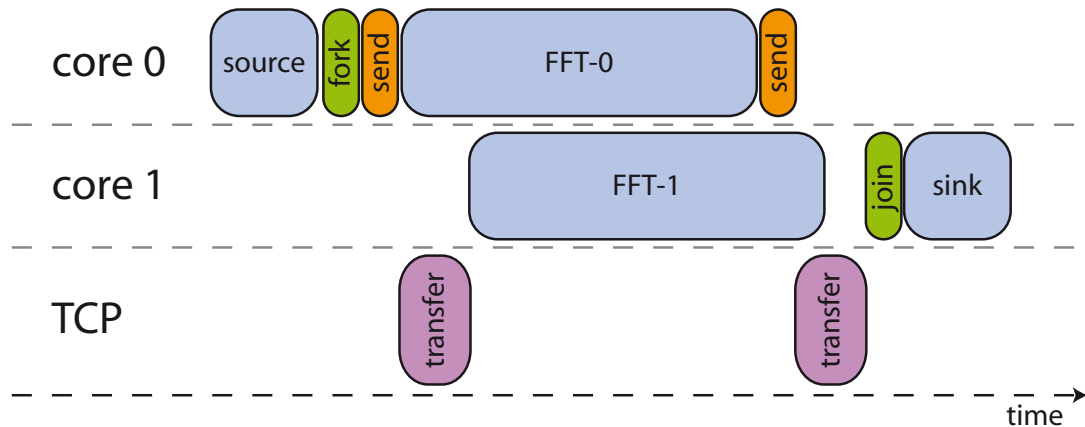 core 0
source
fork
send
FFT-0
send
core 1
FFT-1
join
sink
TCP
transfer
transfer
time